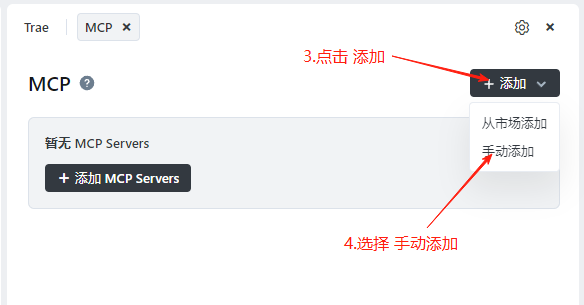 Trae
MCP ×
3.点击 添加
MCP ?
+ 添加
从市场添加
手动添加
暂无 MCP Servers
+ 添加 MCP Servers
4.选择 手动添加